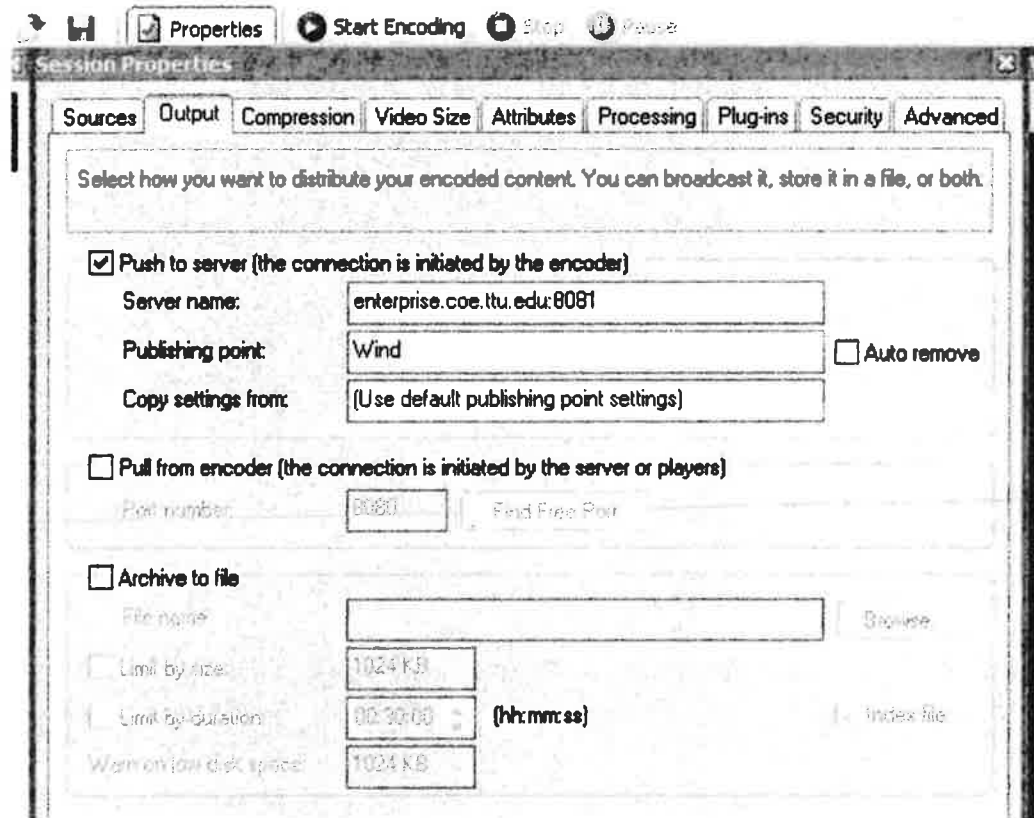 Properties Start Encoding Stop Pause
Session Properties
Sources Output Compression Video Size Attributes Processing Plug-ins Security Advanced
Select how you want to distribute your encoded content. You can broadcast it, store it in a file, or both.
Push to server (the connection is initiated by the encoder)
Server name: enterprise.coe.ttu.edu:8081
Publishing point: Wind Auto remove
Copy settings from: (Use default publishing point settings)
Pull from encoder (the connection is initiated by the server or players)
Port number: 8080 Find Free Port
Archive to file
File name: Browse
Limit by size: 1024 KB
Limit by duration: 00:30:00 (hh:mm:ss) Index file
Warn on low disk space: 1024 KB